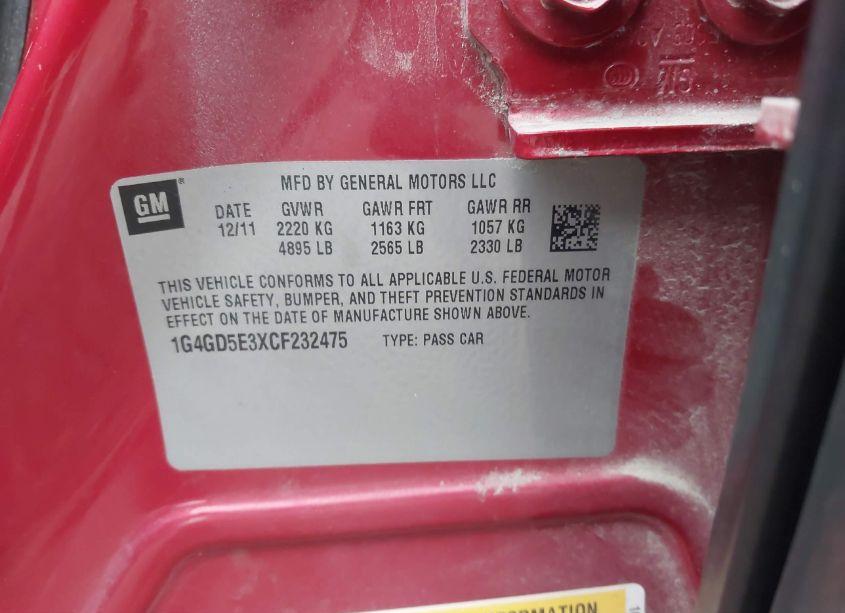 GM
MFD BY GENERAL MOTORS LLC
DATE GVWR GAWR FRT GAWR RR
12/11 2220 KG 1163 KG 1057 KG
4895 LB 2565 LB 2330 LB
THIS VEHICLE CONFORMS TO ALL APPLICABLE U.S. FEDERAL MOTOR
VEHICLE SAFETY, BUMPER, AND THEFT PREVENTION STANDARDS IN
EFFECT ON THE DATE OF MANUFACTURE SHOWN ABOVE.
1G4GD5E3XCF232475 TYPE: PASS CAR